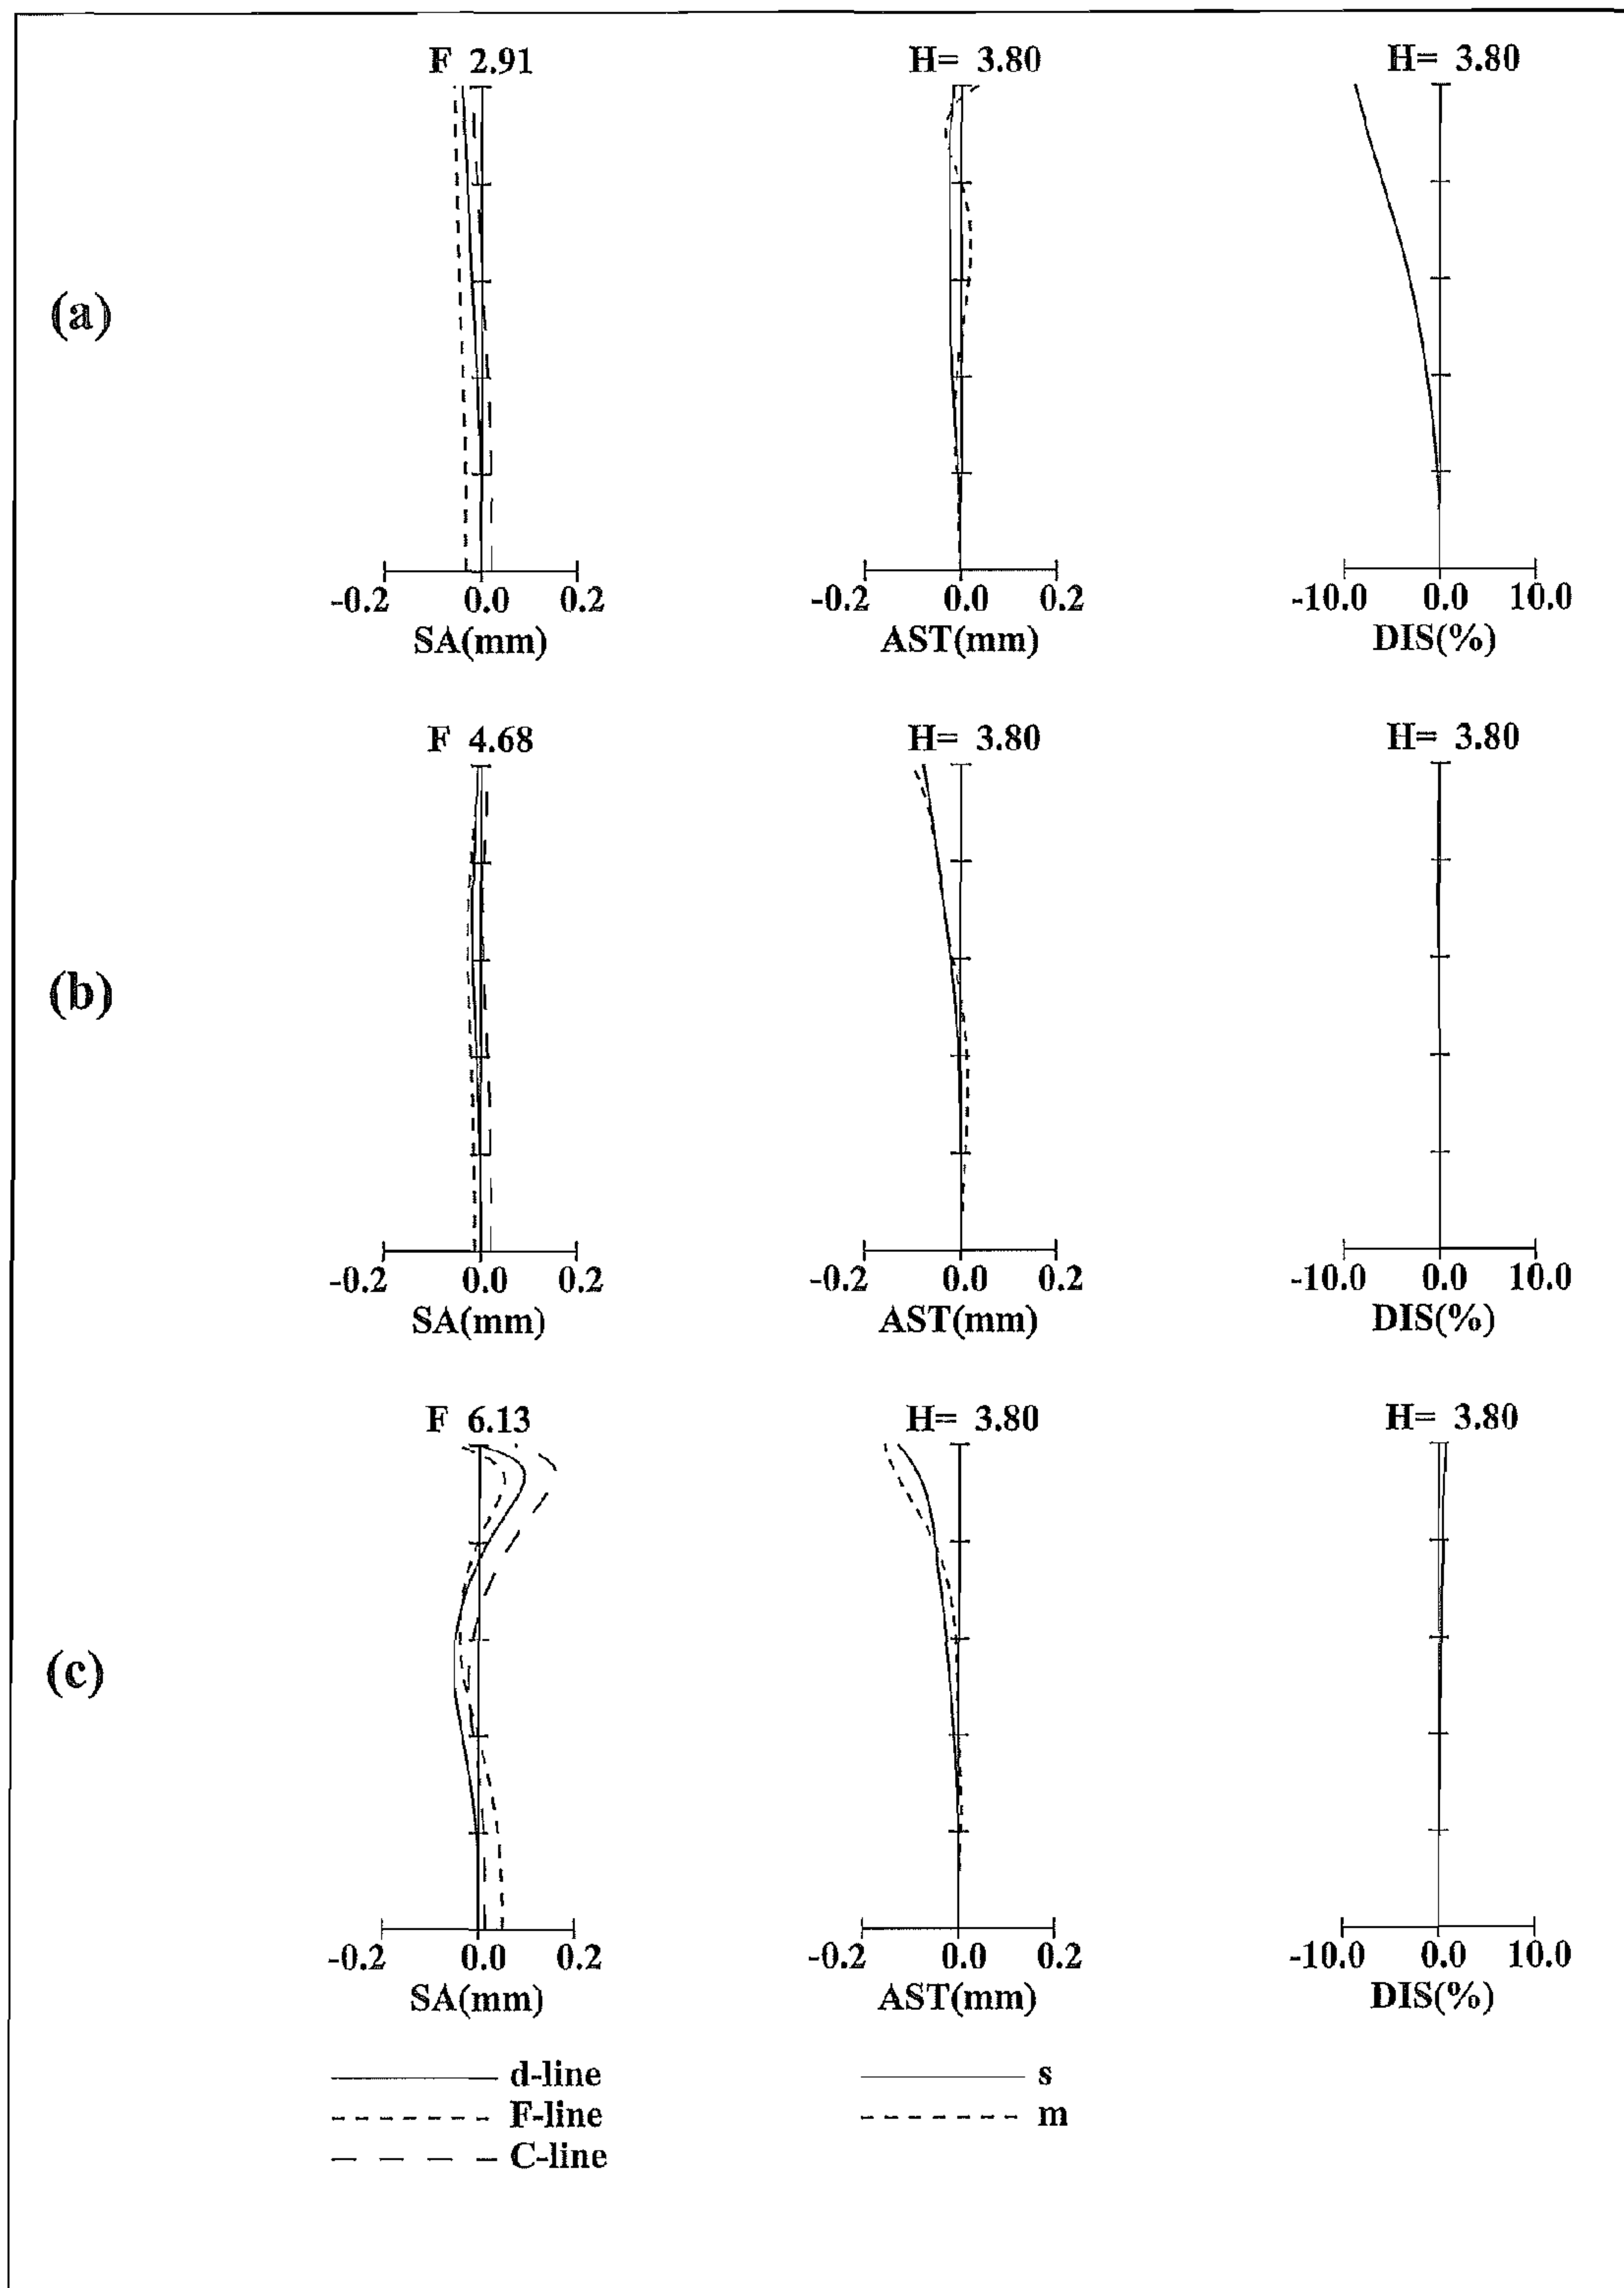 F 2.91 H= 3.80 H= 3.80
(a)
-0.2 0.0 0.2 -0.2 0.0 0.2 -10.0 0.0 10.0
SA(mm) AST(mm) DIS(%)
F 4.68 H= 3.80 H= 3.80
(b)
-0.2 0.0 0.2 -0.2 0.0 0.2 -10.0 0.0 10.0
SA(mm) AST(mm) DIS(%)
F 6.13 H= 3.80 H= 3.80
(c)
-0.2 0.0 0.2 -0.2 0.0 0.2 -10.0 0.0 10.0
SA(mm) AST(mm) DIS(%)
d-line s
F-line m
C-line